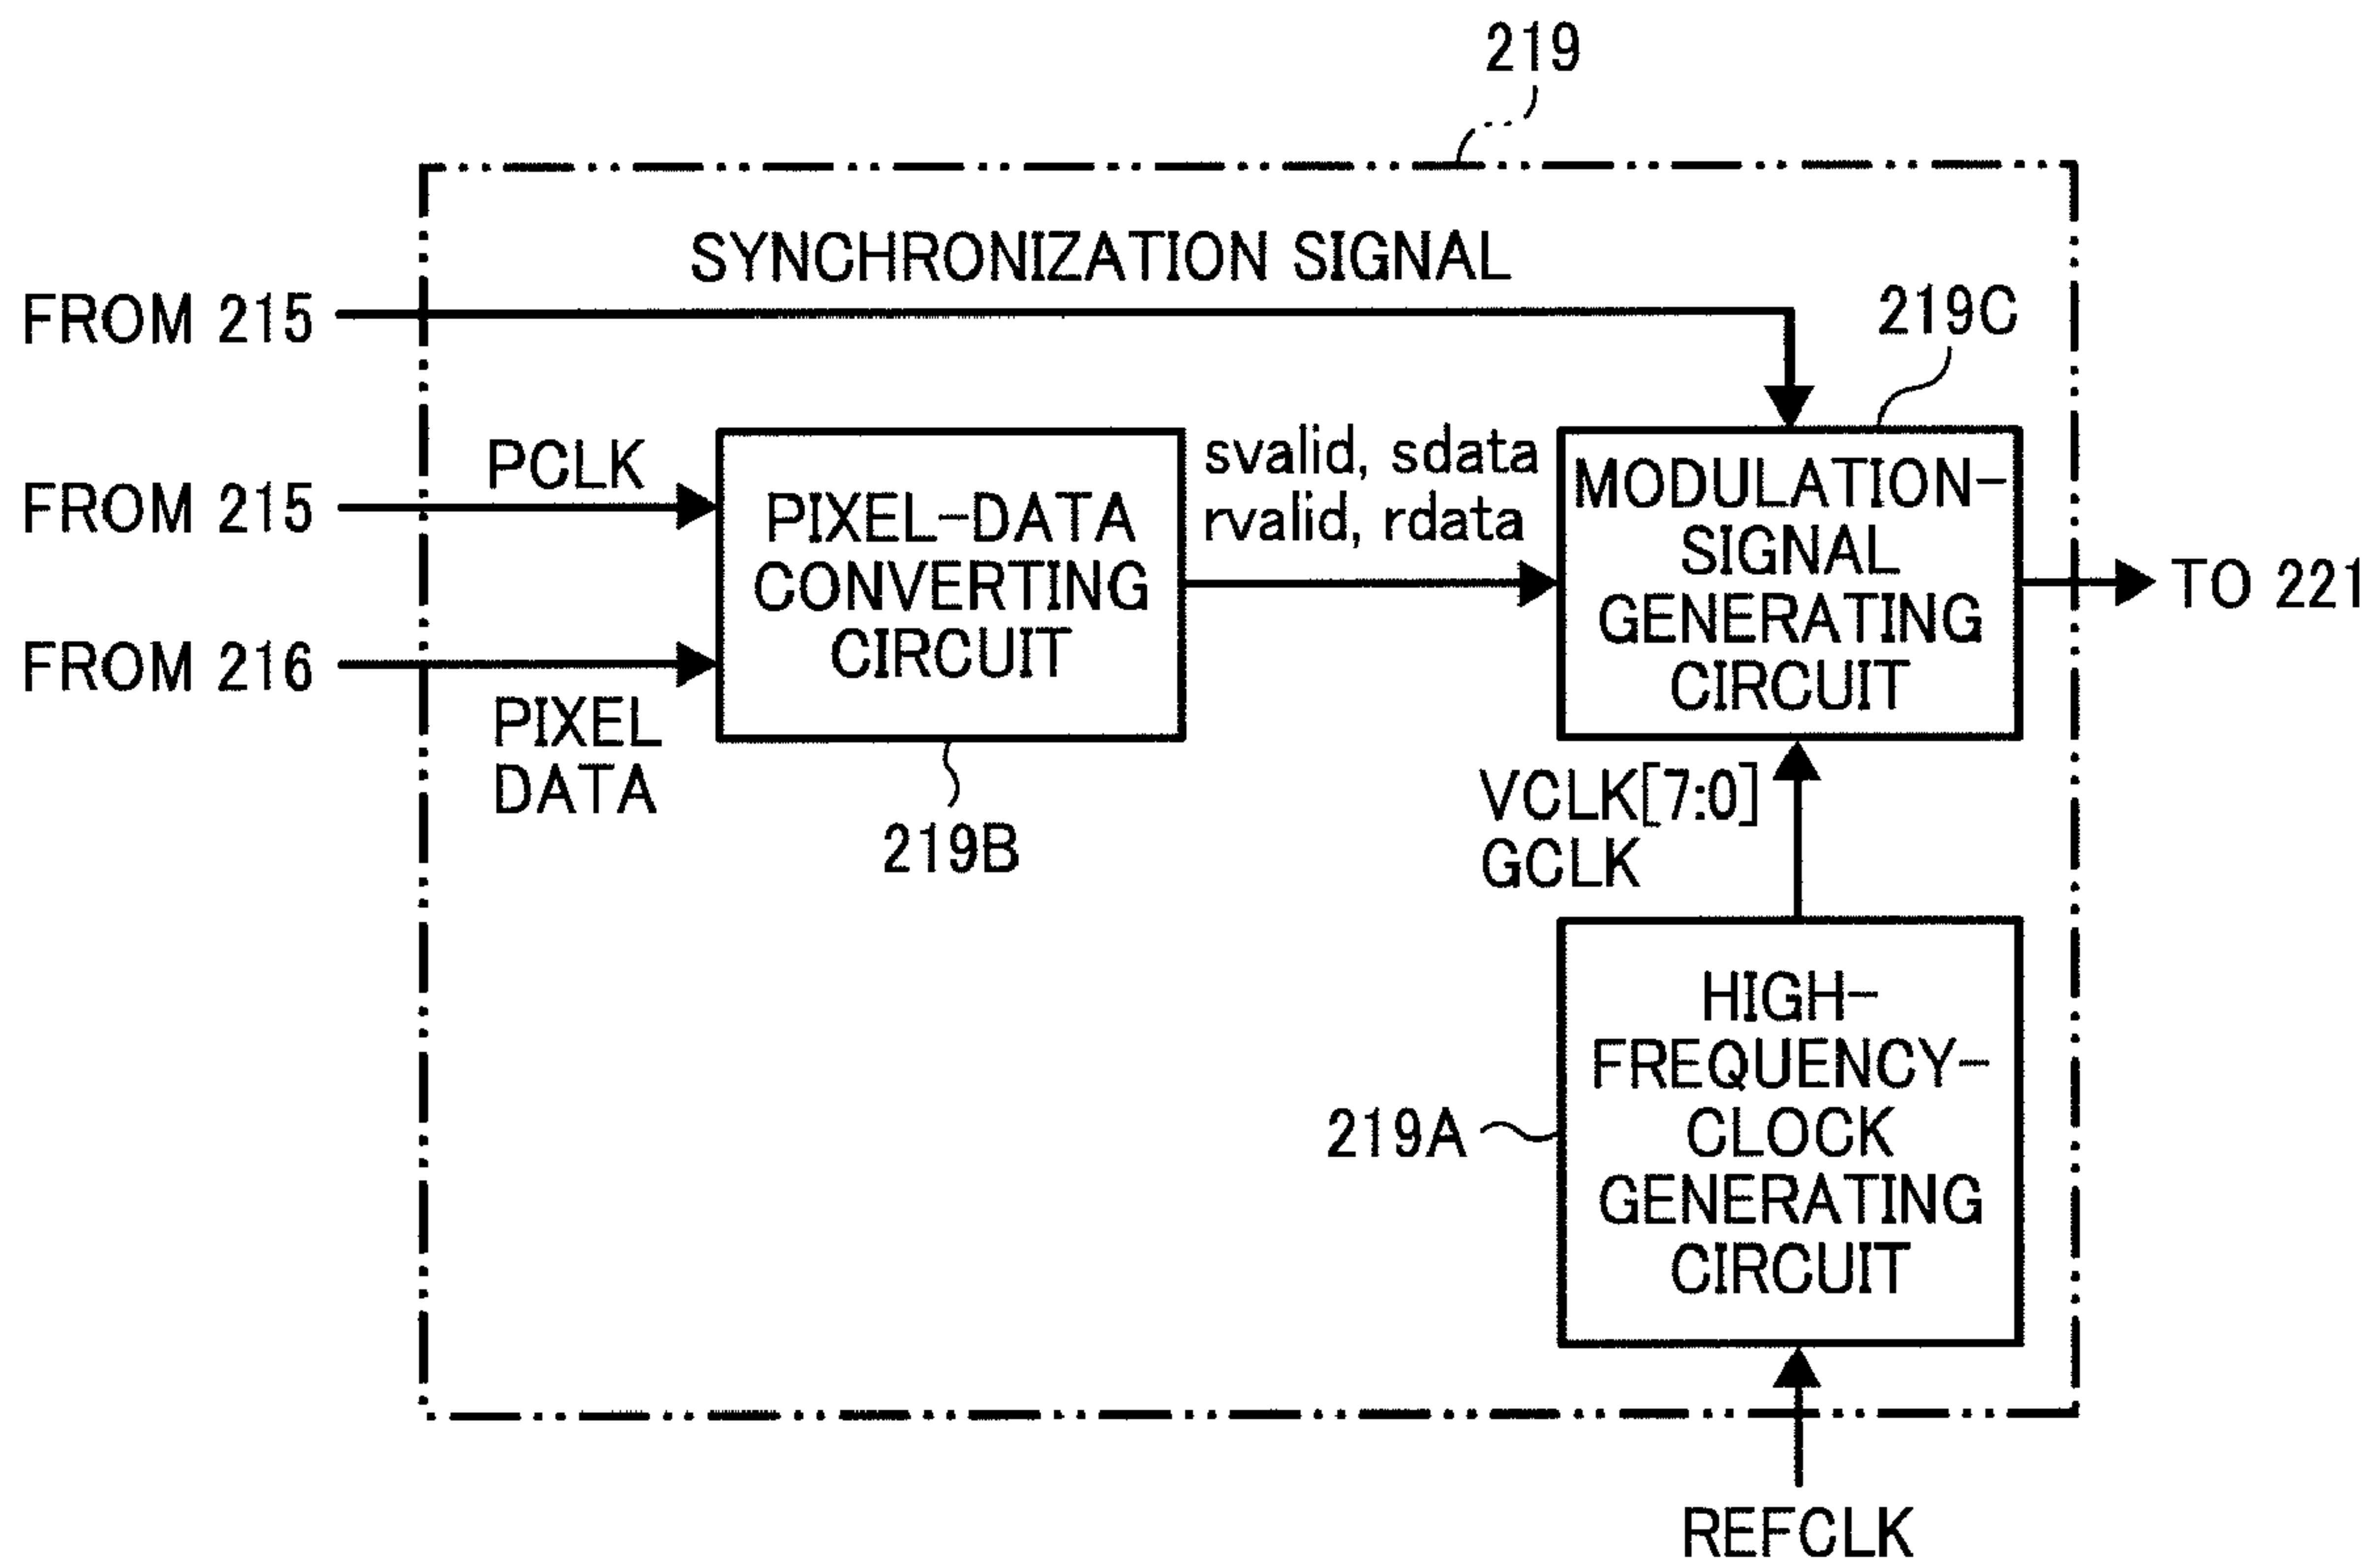 219
SYNCHRONIZATION SIGNAL
FROM 215
219C
PCLK
FROM 215
FROM 216
PIXEL
DATA
PIXEL-DATA
CONVERTING
CIRCUIT
219B
svalid, sdata
rvalid, rdata
MODULATION-
SIGNAL
GENERATING
CIRCUIT
TO 221
VCLK[7:0]
GCLK
219A
HIGH-
FREQUENCY-
CLOCK
GENERATING
CIRCUIT
REFCLK